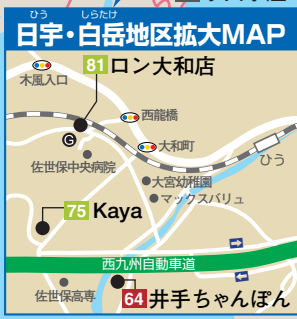 ひう しらたけ
日宇・白岳地区拡大MAP
81 ロン大和店
木風入口
西龍橋
G
大和町
佐世保中央病院
ひう
大宮幼稚園
マックスバリュ
75 Kaya
西九州自動車道
佐世保高専
64 井手ちゃんぽん